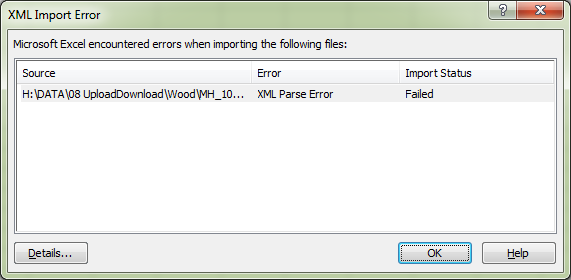 XML Import Error
Microsoft Excel encountered errors when importing the following files:
Source Error Import Status
H:\DATA\08 UploadDownload\Wood\MH_10... XML Parse Error Failed
Details... OK Help